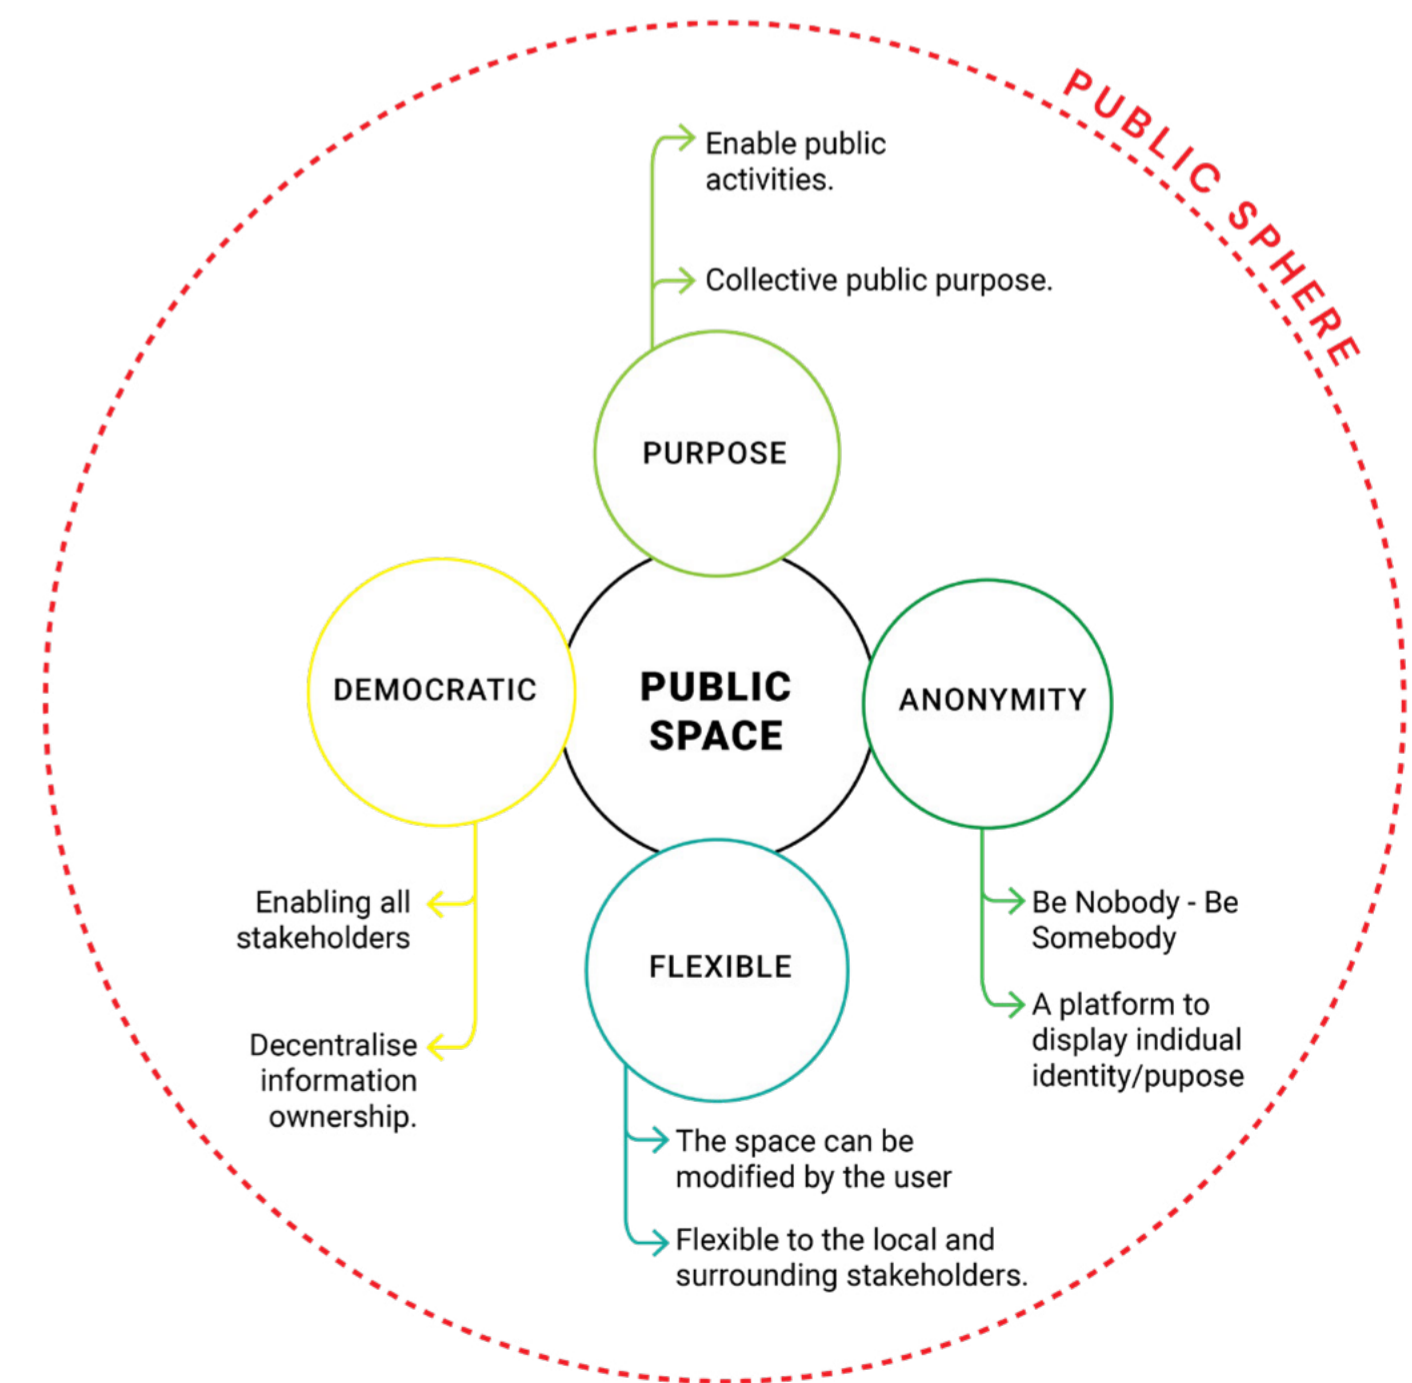 PUBLIC SPHERE
Enable public
activities.
Collective public purpose.
PURPOSE
DEMOCRATIC
PUBLIC
SPACE
ANONYMITY
Enabling all
stakeholders
Decentralise
information
ownership.
FLEXIBLE
Be Nobody - Be
Somebody
A platform to
display indidual
identity/pupose
The space can be
modified by the user
Flexible to the local and
surrounding stakeholders.